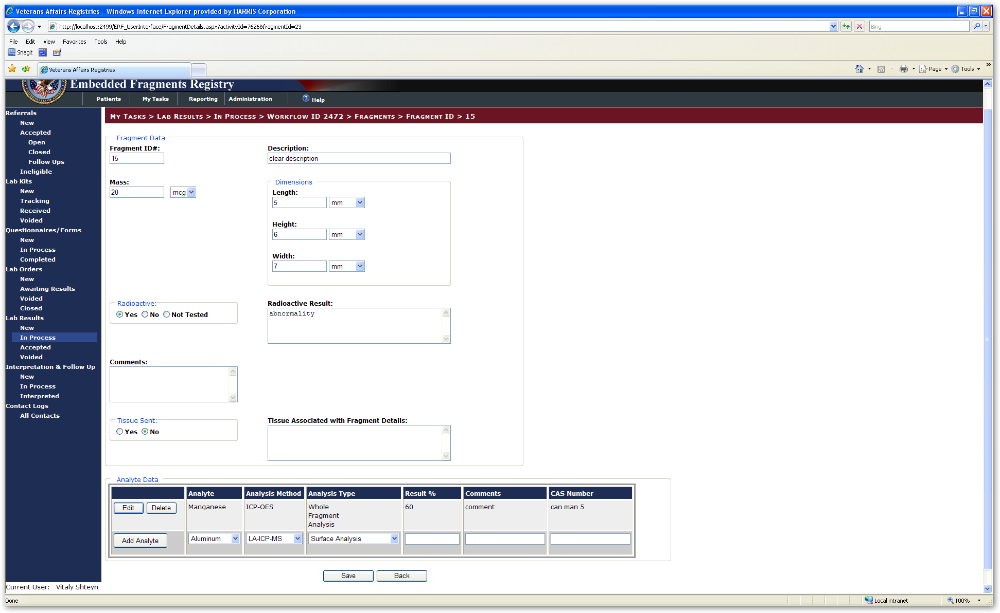 Veterans Affairs Registries - Windows Internet Explorer provided by HARRIS Corporation
http://localhost:2499/ERF_UserInterface/FragmentDetails.aspx?activityId=7626&fragmentId=23
Bing
File Edit View Favorites Tools Help
Snagit
Veterans Affairs Registries
Page Tools »
Embedded Fragments Registry
Patients My Tasks Reporting Administration Help
Referrals
New
Accepted
Open
Closed
Follow Ups
Ineligible
Lab Kits
New
Tracking
Received
Voided
Questionnaires/Forms
New
In Process
Completed
Lab Orders
New
Awaiting Results
Voided
Closed
Lab Results
New
In Process
Accepted
Voided
Interpretation & Follow Up
New
In Process
Interpreted
Contact Logs
All Contacts
Current User: Vitaly Shteyn
My Tasks > Lab Results > In Process > Workflow ID 2472 > Fragments > Fragment ID > 15
Fragment Data
Fragment ID#: Description:
15 clear description
Mass:
20 mcg
Dimensions
Length:
5 mm
Height:
6 mm
Width:
7 mm
Radioactive:
Yes No Not Tested
Radioactive Result:
abnormality
Comments:
Tissue Sent:
Yes No
Tissue Associated with Fragment Details:
Analyte Data
Analyte Analysis Method Analysis Type Result % Comments CAS Number
Edit Delete Manganese ICP-OES Whole Fragment Analysis 60 comment can man 5
Add Analyte Aluminum LA-ICP-MS Surface Analysis
Save Back
Done Local intranet 100%